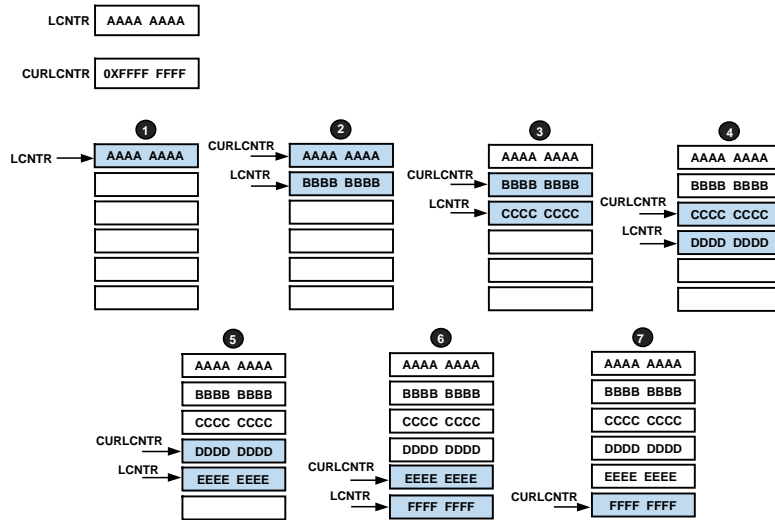 LCNTR AAAA AAAA
CURLCNTR 0XFFFF FFFF
1
LCNTR AAAA AAAA
2
CURLCNTR AAAA AAAA
LCNTR BBBB BBBB
3
AAAA AAAA
CURLCNTR BBBB BBBB
LCNTR CCCC CCCC
4
AAAA AAAA
BBBB BBBB
CURLCNTR CCCC CCCC
LCNTR DDDD DDDD
5
AAAA AAAA
BBBB BBBB
CCCC CCCC
CURLCNTR DDDD DDDD
LCNTR EEEE EEEE
6
AAAA AAAA
BBBB BBBB
CCCC CCCC
DDDD DDDD
CURLCNTR EEEE EEEE
LCNTR FFFF FFFF
7
AAAA AAAA
BBBB BBBB
CCCC CCCC
DDDD DDDD
EEEE EEEE
CURLCNTR FFFF FFFF